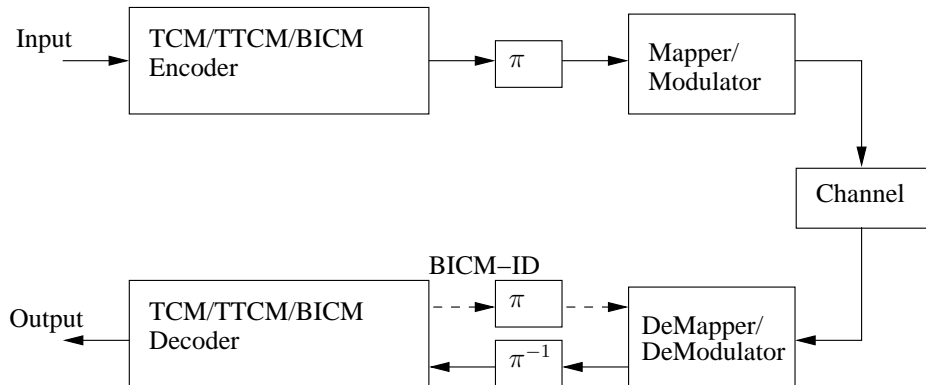 Input
TCM/TTCM/BICM
Encoder
π
Mapper/
Modulator
Channel
BICM−ID
Output
TCM/TTCM/BICM
Decoder
π
π⁻¹
DeMapper/
DeModulator